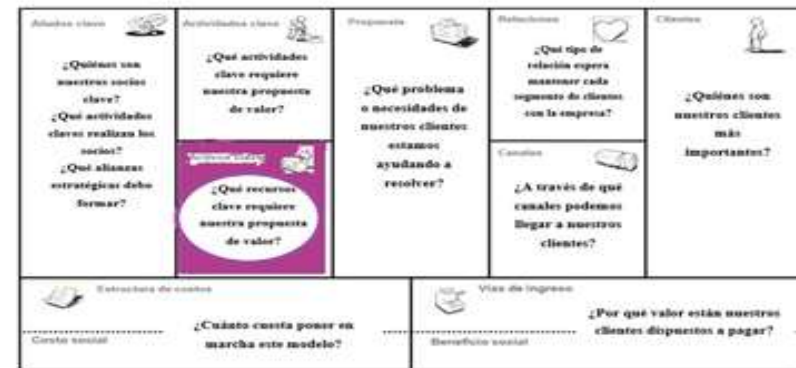 Aliados clave
¿Quiénes son
nuestros socios
clave?
¿Qué actividades
claves realizan los
socios?
¿Qué alianzas
estratégicas debo
formar?
Actividades clave
¿Qué actividades
clave requiere
nuestra propuesta
de valor?
¿Qué recursos
clave requiere
nuestra propuesta
de valor?
Propuesta
¿Qué problema
o necesidades de
nuestros clientes
estamos
ayudando a
resolver?
Relaciones
¿Qué tipo de
relación espera
mantener cada
segmento de clientes
con la empresa?
Canales
¿A través de qué
canales podemos
llegar a nuestros
clientes?
Clientes
¿Quiénes son
nuestros clientes
más
importantes?
Estructura de costos
¿Cuánto cuesta poner en
marcha este modelo?
Costo social
Vías de ingreso
¿Por qué valor están nuestros
clientes dispuestos a pagar?
Beneficio social